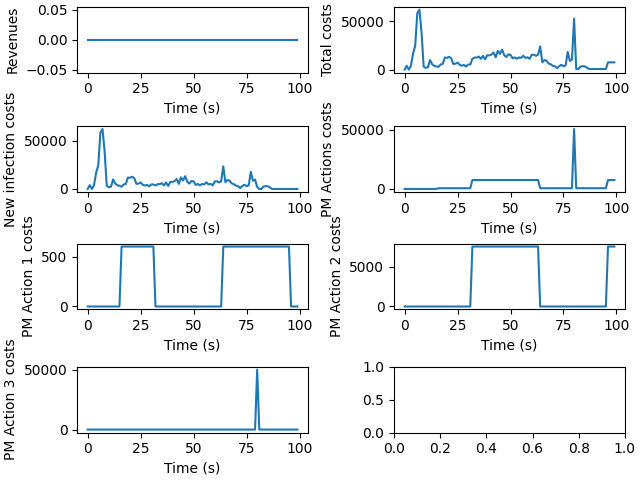 Revenues
0.05
0.00
−0.05
0 25 50 75 100
Time (s)
Total costs
50000
0
0 25 50 75 100
Time (s)
New infection costs
50000
0
0 25 50 75 100
Time (s)
PM Actions costs
50000
0
0 25 50 75 100
Time (s)
PM Action 1 costs
500
0
0 25 50 75 100
Time (s)
PM Action 2 costs
5000
0
0 25 50 75 100
Time (s)
PM Action 3 costs
50000
0
0 25 50 75 100
Time (s)
1.0
0.5
0.0
0.0 0.2 0.4 0.6 0.8 1.0